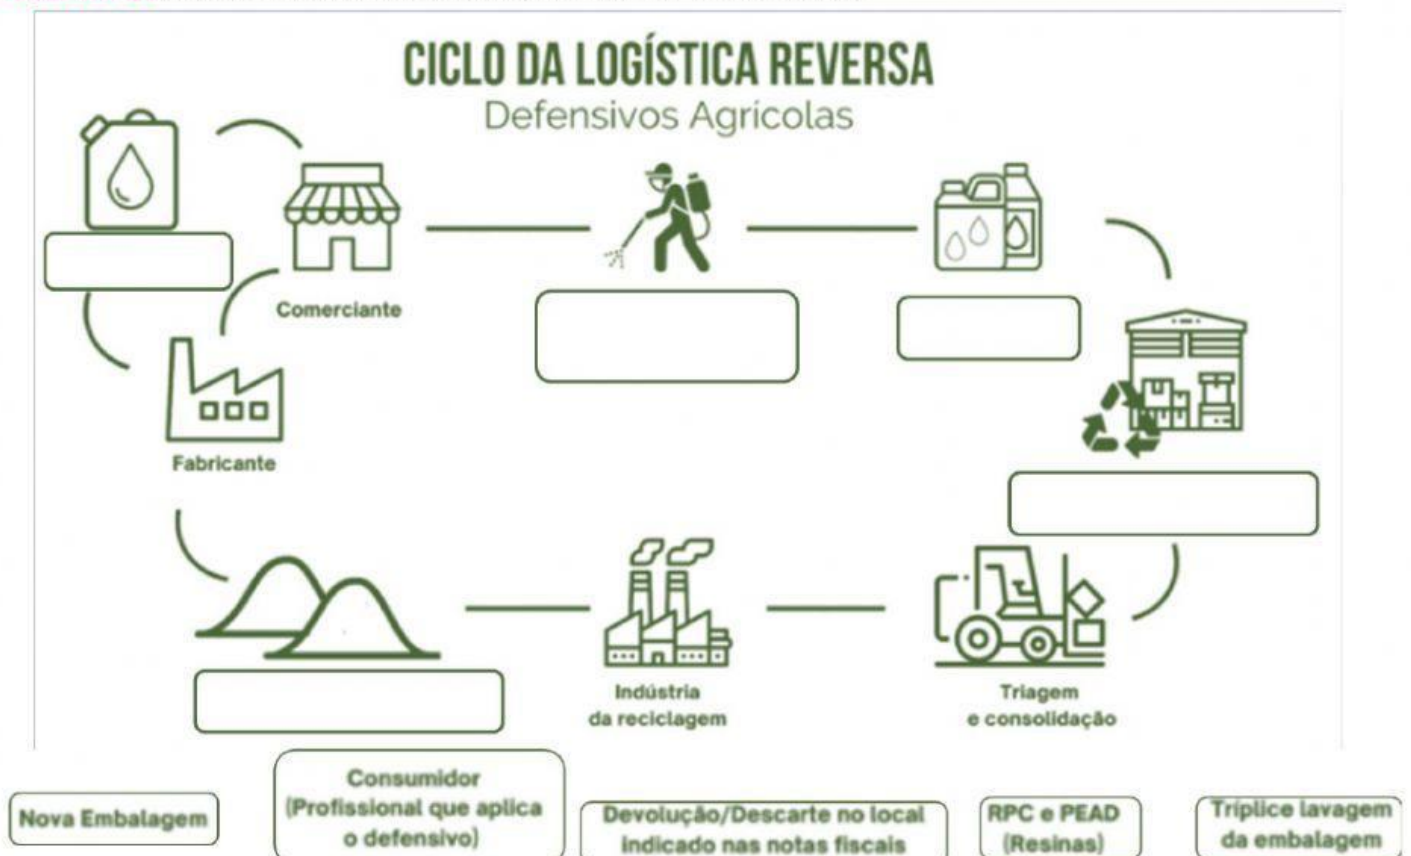 CICLO DA LOGÍSTICA REVERSA
Defensivos Agrícolas
Comerciante
Fabricante
Indústria
da reciclagem
Triagem
e consolidação
Nova Embalagem
Consumidor
(Profissional que aplica
o defensivo)
Devolução/Descarte no local
indicado nas notas fiscais
RPC e PEAD
(Resinas)
Tríplice lavagem
da embalagem